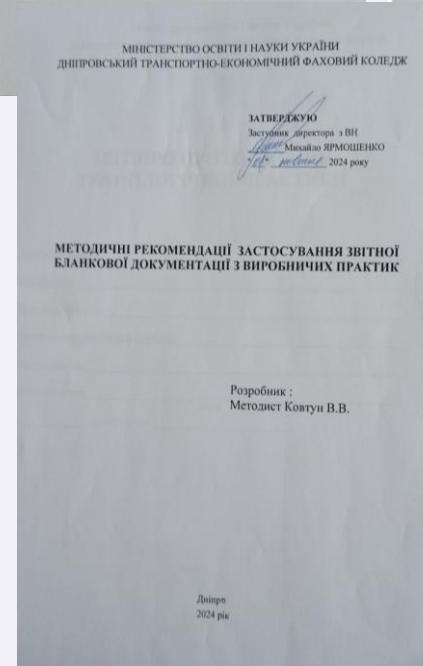 МІНІСТЕРСТВО ОСВІТИ І НАУКИ УКРАЇНИ
ДНІПРОВСЬКИЙ ТРАНСПОРТНО-ЕКОНОМІЧНИЙ ФАХОВИЙ КОЛЕДЖ
ЗАТВЕРДЖУЮ
Заступник директора з ВН
Михайло ЯРМОШЕНКО
2024 року
МЕТОДИЧНІ РЕКОМЕНДАЦІЇ ЗАСТОСУВАННЯ ЗВІТНОЇ
БЛАНКОВОЇ ДОКУМЕНТАЦІЇ З ВИРОБНИЧИХ ПРАКТИК
Розробник :
Методист Ковтун В.В.
Дніпро
2024 рік